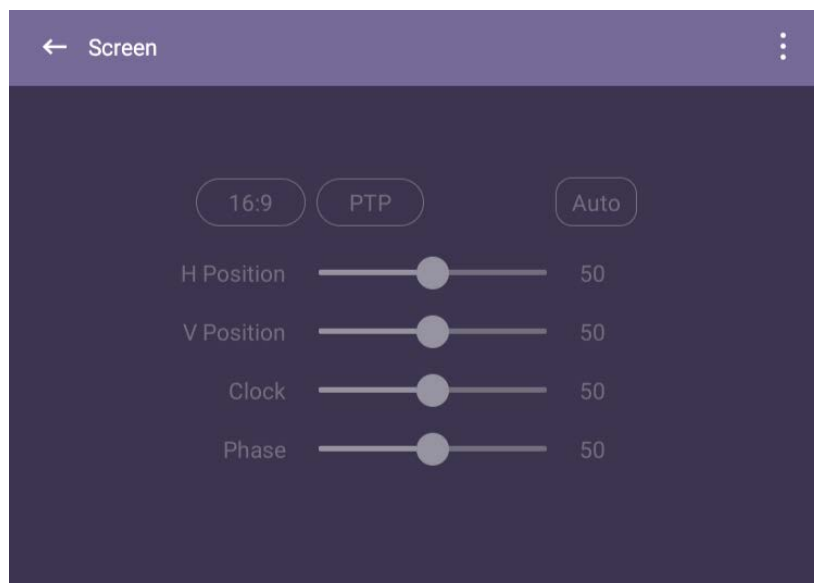 Screen
16:9 PTP Auto
H Position 50
V Position 50
Clock 50
Phase 50